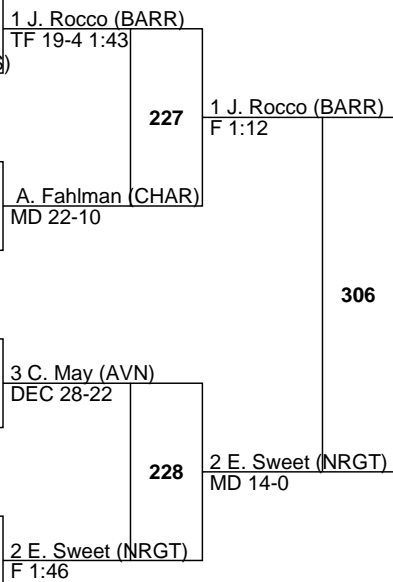 1 J. Rocco (BARR)
TF 19-4 1:43
)
227
1 J. Rocco (BARR)
F 1:12
A. Fahlman (CHAR)
MD 22-10
306
3 C. May (AVN)
DEC 28-22
228
2 E. Sweet (NRGT)
MD 14-0
2 E. Sweet (NRGT)
F 1:46